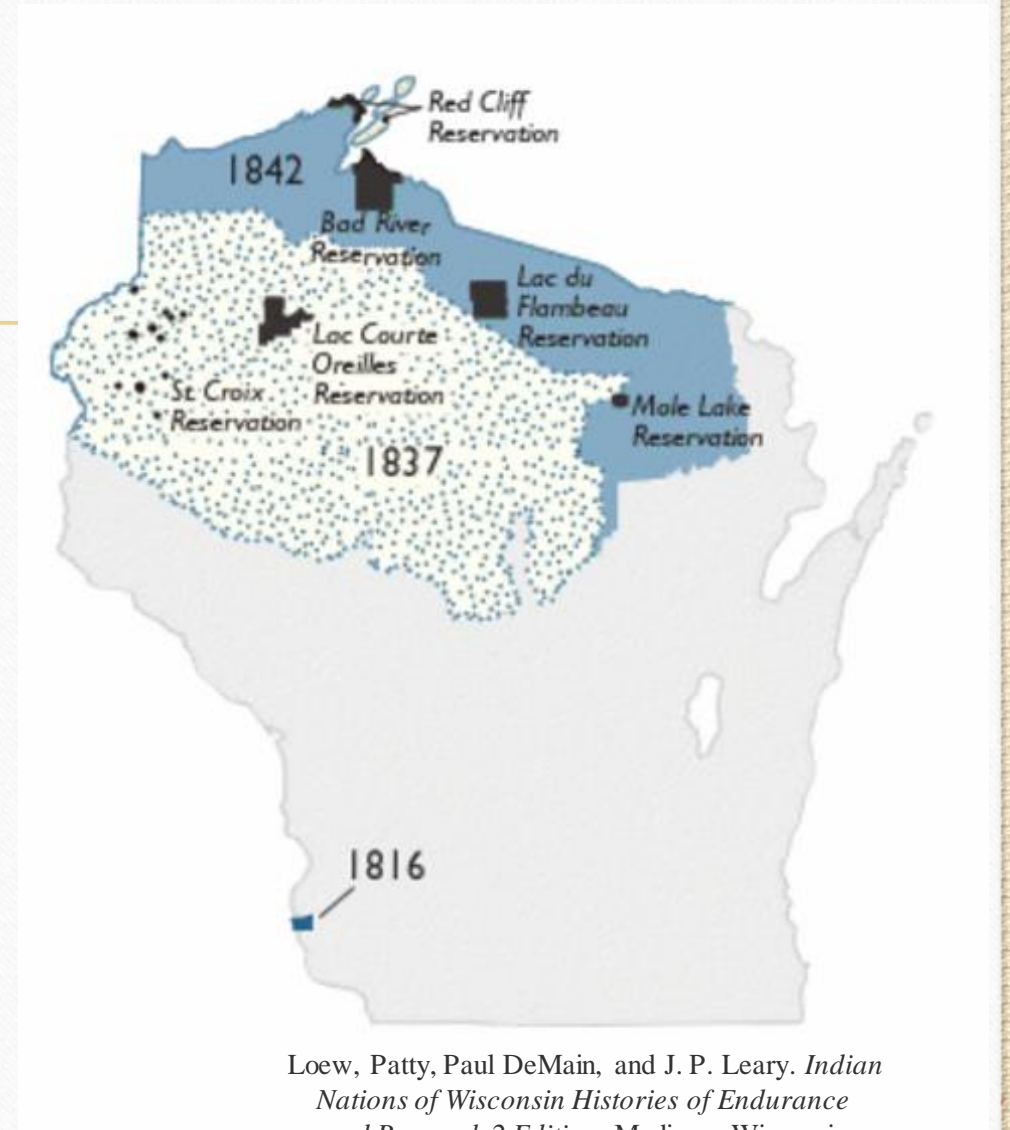 Red Cliff
Reservation
1842
Bad River
Reservation
Lac du
Flambeau
Reservation
Lac Courte
Oreilles
Reservation
St. Croix
Reservation
Mole Lake
Reservation
1837
1816
Loew, Patty, Paul DeMain, and J. P. Leary. Indian
Nations of Wisconsin Histories of Endurance